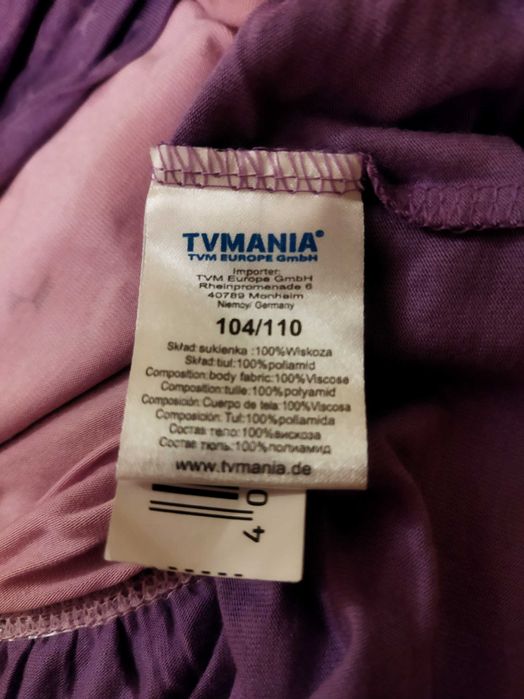 TVMANIA®
TVM EUROPE GmbH
Importer:
TVM Europe GmbH
Rheinpromenade 6
40789 Monheim
Niemcy/ Germany
104/110
Skład: sukienka :100%Wiskoza
Skład: tiul: 100%poliamid
Composition:body fabric:100%Viscose
Composition:tulle: 100%polyamid
Composición: Cuerpo de tela: 100%Viscosa
Composición: Tul:100%poliamida
Состав тело: 100%вискоза
Состав тюль: 100%полиамид
www.tvmania.de
40